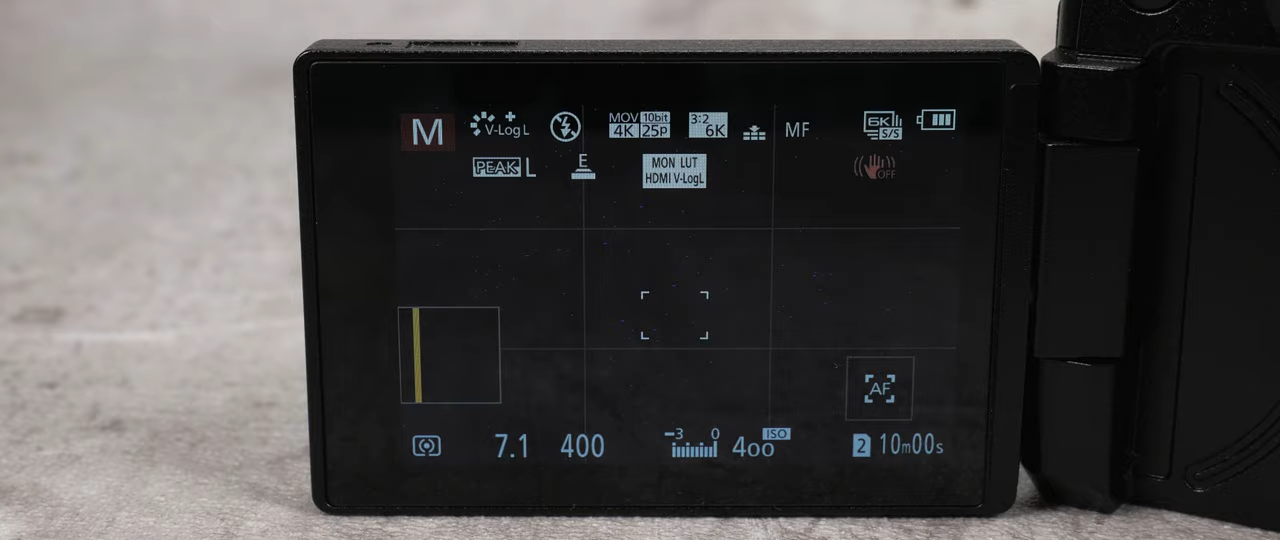 M V-Log L MOV 10bit 3:2 MF 6K
4K 25p 6K S/S
PEAK L E MON LUT OFF
HDMI V-LogL
AF
7.1 400 -3 0 400 ISO 2 10m00s